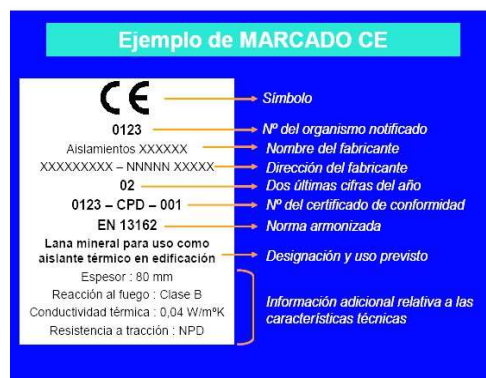 Ejemplo de MARCADO CE
CE
Símbolo
0123
Nº del organismo notificado
Aislamientos XXXXXX
Nombre del fabricante
XXXXXXXXX – NNNNN XXXXX
Dirección del fabricante
02
Dos últimas cifras del año
0123 – CPD – 001
Nº del certificado de conformidad
EN 13162
Norma armonizada
Lana mineral para uso como
aislante térmico en edificación
Designación y uso previsto
Espesor : 80 mm
Reacción al fuego : Clase B
Conductividad térmica : 0,04 W/mºK
Resistencia a tracción : NPD
Información adicional relativa a las
características técnicas